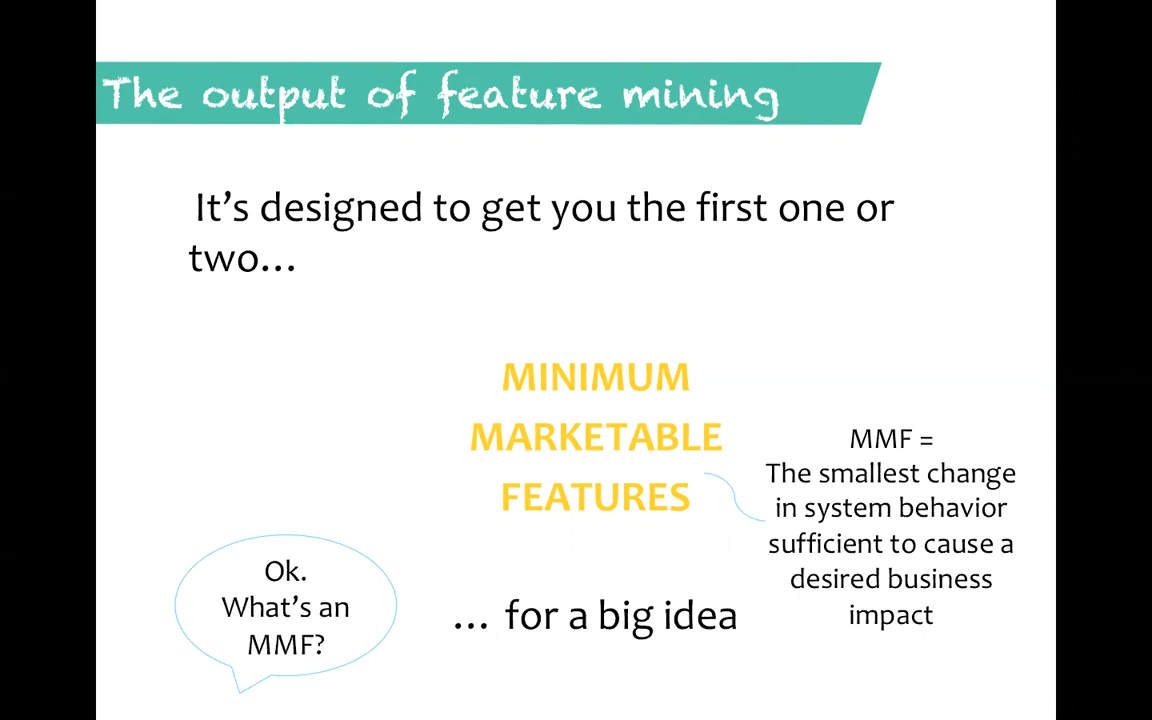 The output of feature mining
It's designed to get you the first one or
two…
MINIMUM
MARKETABLE
FEATURES
MMF =
The smallest change
in system behavior
sufficient to cause a
desired business
impact
Ok.
What's an
MMF?
… for a big idea